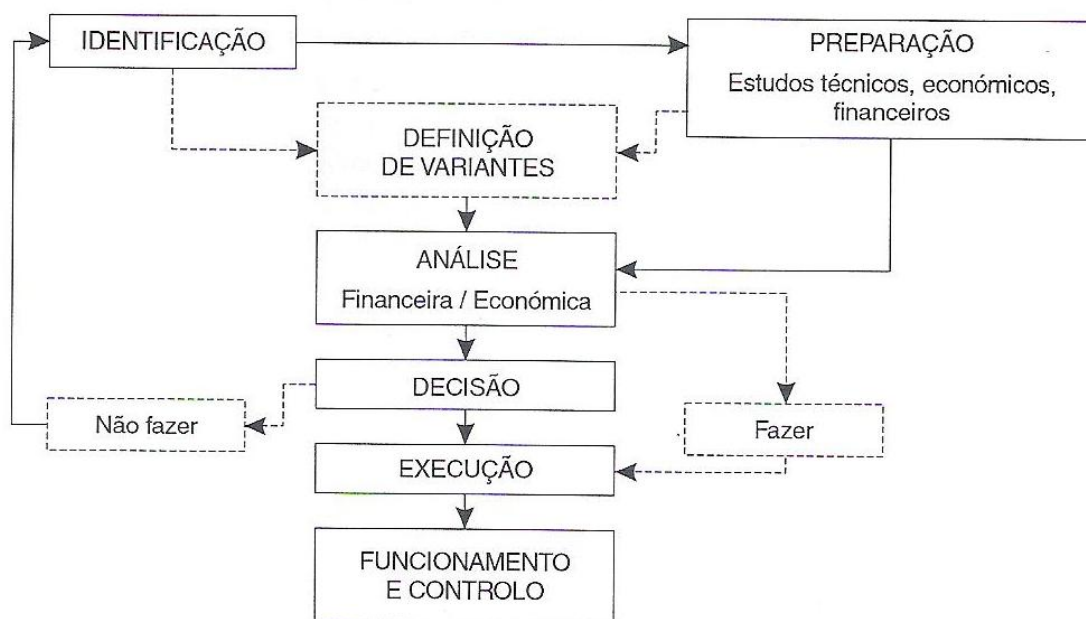 IDENTIFICAÇÃO
PREPARAÇÃO
Estudos técnicos, económicos,
financeiros
DEFINIÇÃO
DE VARIANTES
ANÁLISE
Financeira / Económica
DECISÃO
Não fazer
Fazer
EXECUÇÃO
FUNCIONAMENTO
E CONTROLO